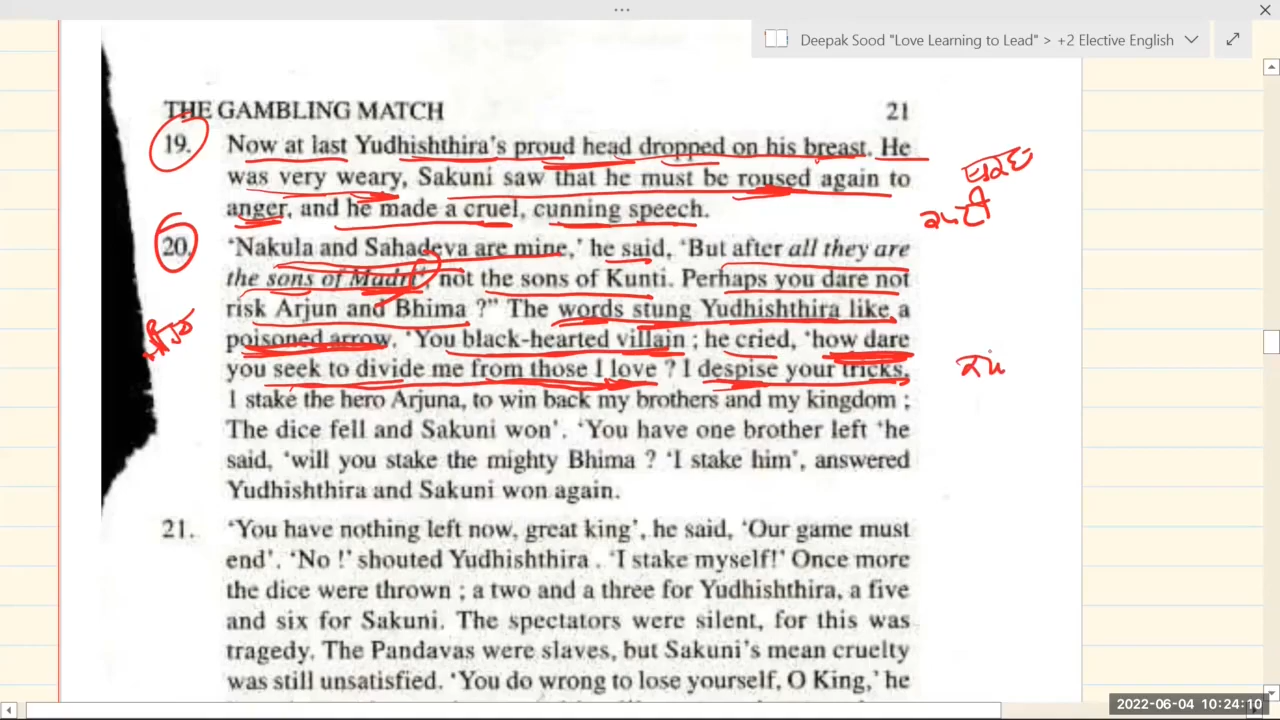 Deepak Sood "Love Learning to Lead" > +2 Elective English
THE GAMBLING MATCH 21
19. Now at last Yudhishthira's proud head dropped on his breast. He
was very weary, Sakuni saw that he must be roused again to
anger, and he made a cruel, cunning speech.
20. 'Nakula and Sahadeva are mine,' he said, 'But after all they are
the sons of Madri', not the sons of Kunti. Perhaps you dare not
risk Arjun and Bhima ?" The words stung Yudhishthira like a
poisoned arrow. 'You black-hearted villain ; he cried, 'how dare
you seek to divide me from those I love ? I despise your tricks,
I stake the hero Arjuna, to win back my brothers and my kingdom ;
The dice fell and Sakuni won'. 'You have one brother left 'he
said, 'will you stake the mighty Bhima ? 'I stake him', answered
Yudhishthira and Sakuni won again.
21. 'You have nothing left now, great king', he said, 'Our game must
end'. 'No !' shouted Yudhishthira . 'I stake myself!' Once more
the dice were thrown ; a two and a three for Yudhishthira, a five
and six for Sakuni. The spectators were silent, for this was
tragedy. The Pandavas were slaves, but Sakuni's mean cruelty
was still unsatisfied. 'You do wrong to lose yourself, O King,' he
2022-06-04 10:24:10